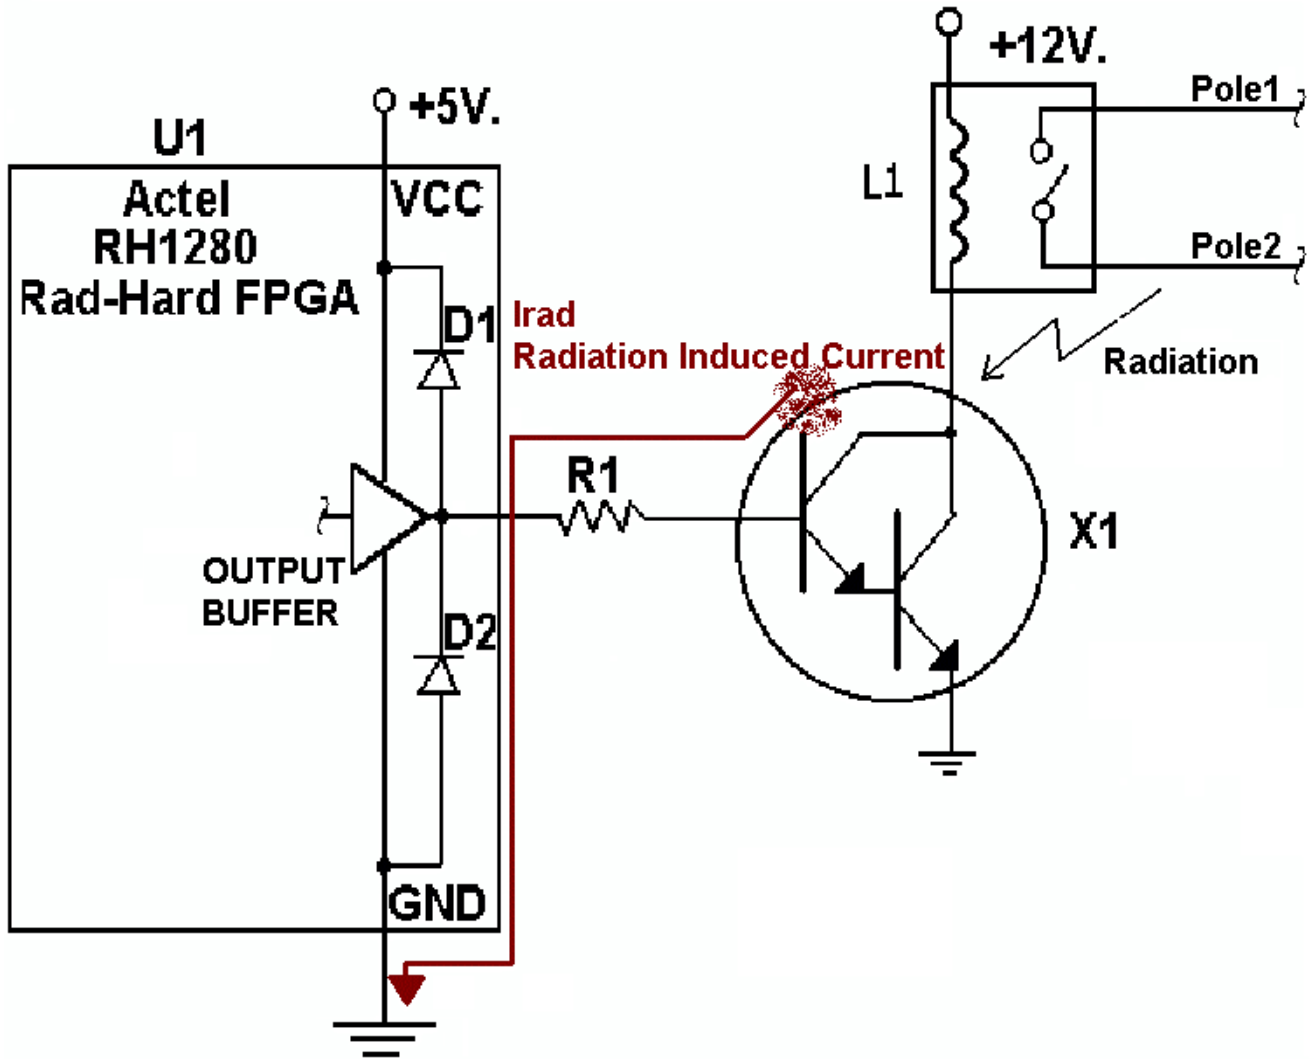 +12V.
Pole1
+5V.
U1
Actel
RH1280
Rad-Hard FPGA
VCC
L1
Pole2
D1
Irad
Radiation Induced Current
Radiation
R1
X1
OUTPUT
BUFFER
D2
GND